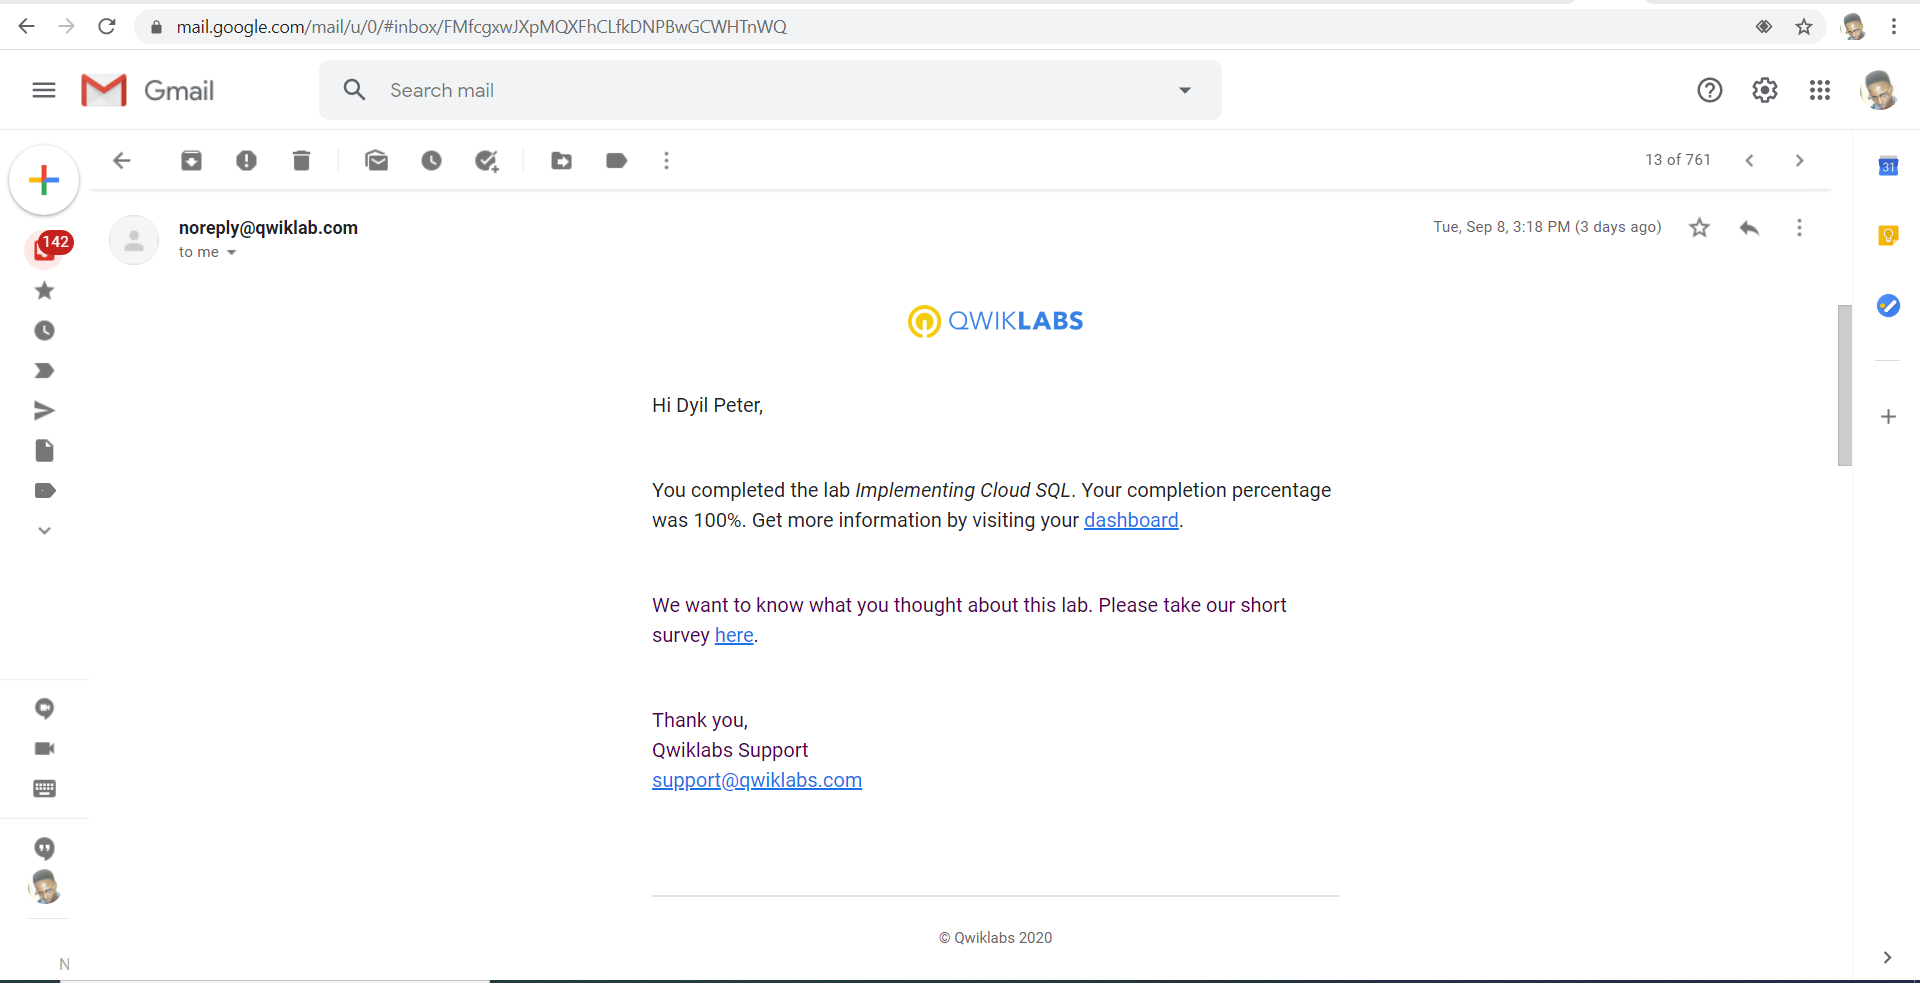 mail.google.com/mail/u/0/#inbox/FMfcgxwJXpMQXFhCLfkDNPBwGCWHTnWQ
Gmail
Search mail
13 of 761
31
142
noreply@qwiklab.com
to me
Tue, Sep 8, 3:18 PM (3 days ago)
QWIKLABS
Hi Dyil Peter,
You completed the lab Implementing Cloud SQL. Your completion percentage
was 100%. Get more information by visiting your dashboard.
We want to know what you thought about this lab. Please take our short
survey here.
Thank you,
Qwiklabs Support
support@qwiklabs.com
© Qwiklabs 2020
N